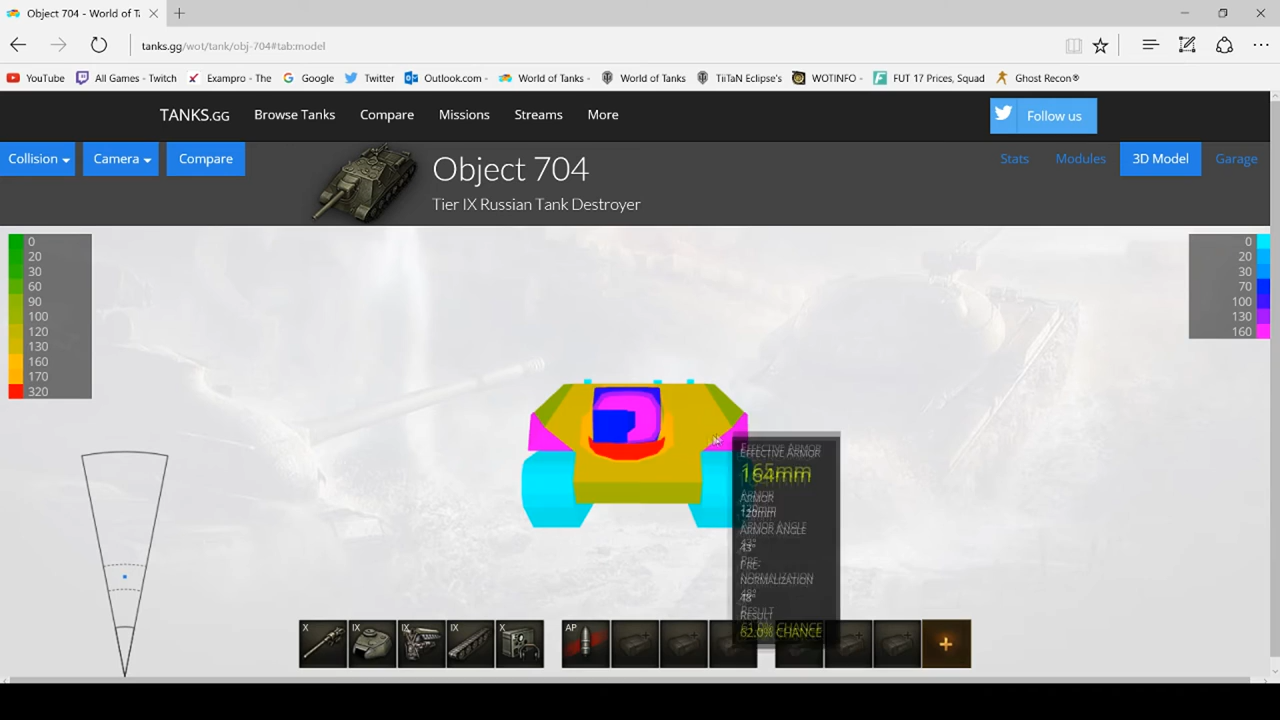 Object 704 - World of Ta
tanks.gg/wot/tank/obj-704#tab:model
YouTube All Games - Twitch Exampro - The Google Twitter Outlook.com - World of Tanks - World of Tanks TiiTaN Eclipse's WOTINFO - FUT 17 Prices, Squad Ghost Recon®
TANKS.GG Browse Tanks Compare Missions Streams More Follow us
Collision Camera Compare
Object 704
Tier IX Russian Tank Destroyer
Stats Modules 3D Model Garage
0
20
30
60
90
100
120
130
160
170
320
0
20
30
70
100
130
160
EFFECTIVE ARMOR
164mm
ARMOR
120mm
ARMOR ANGLE
43°
PRE-
NORMALIZATION
48°
RESULT
62.0% CHANCE
X IX IX IX X AP